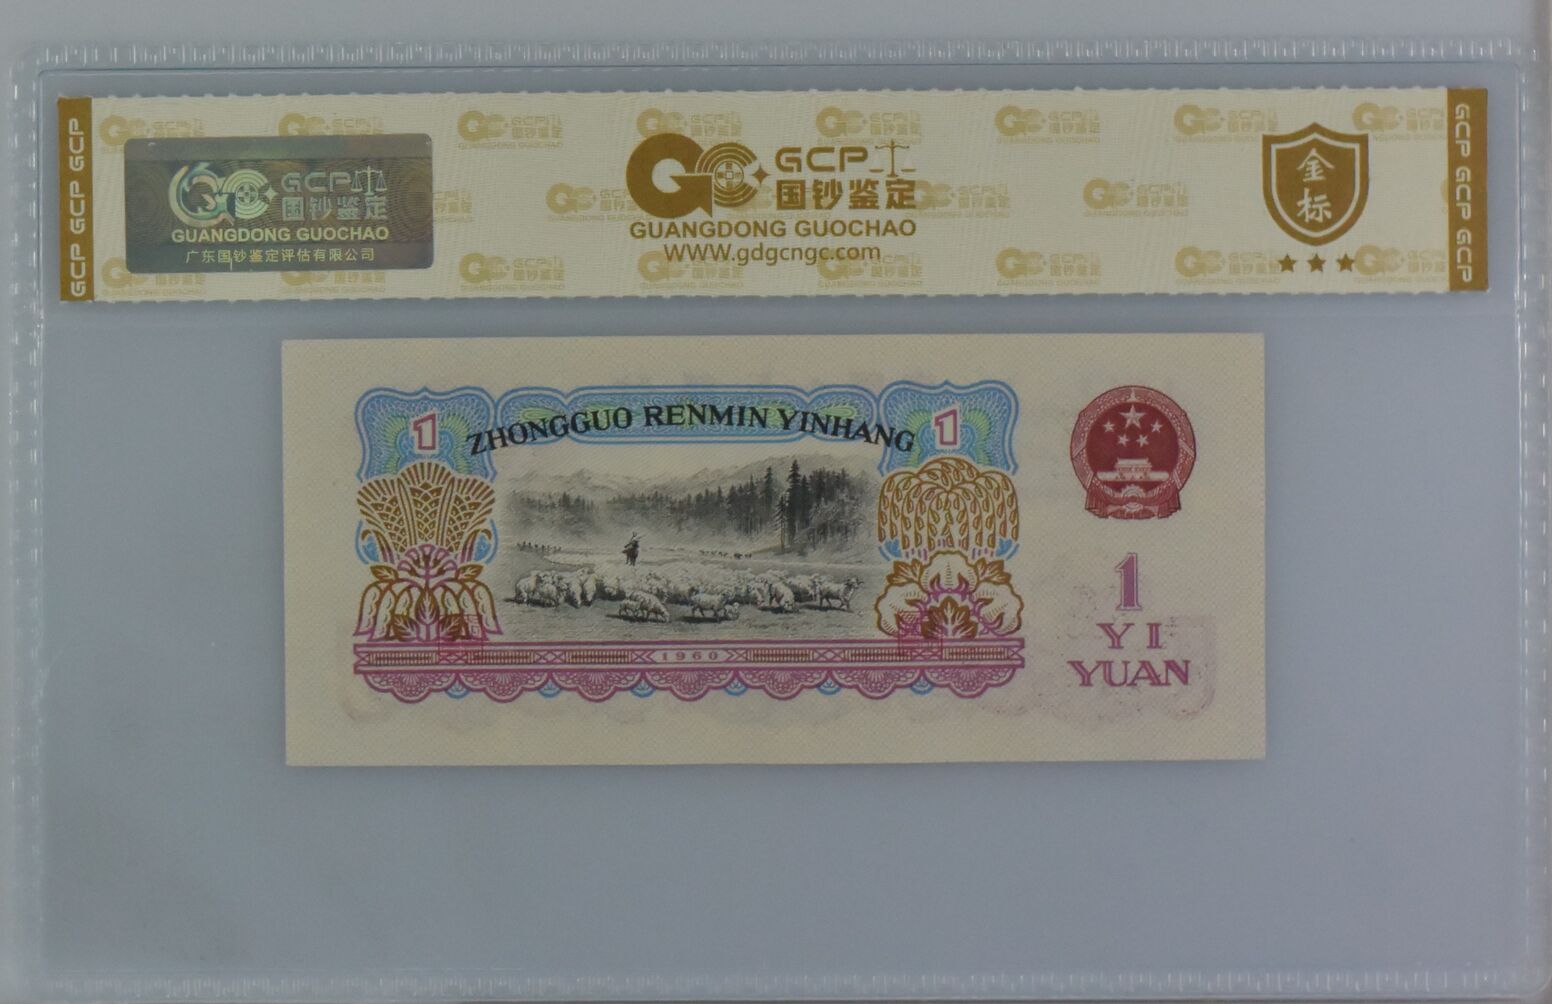 GCP GCP GCP
GCP
国钞鉴定
GUANGDONG GUOCHAO
广东国钞鉴定评估有限公司
GCP
国钞鉴定
GUANGDONG GUOCHAO
WWW.gdgcngc.com
金
标
GCP GCP GCP
1
ZHONGGUO RENMIN YINHANG
1
1960
1
YI
YUAN